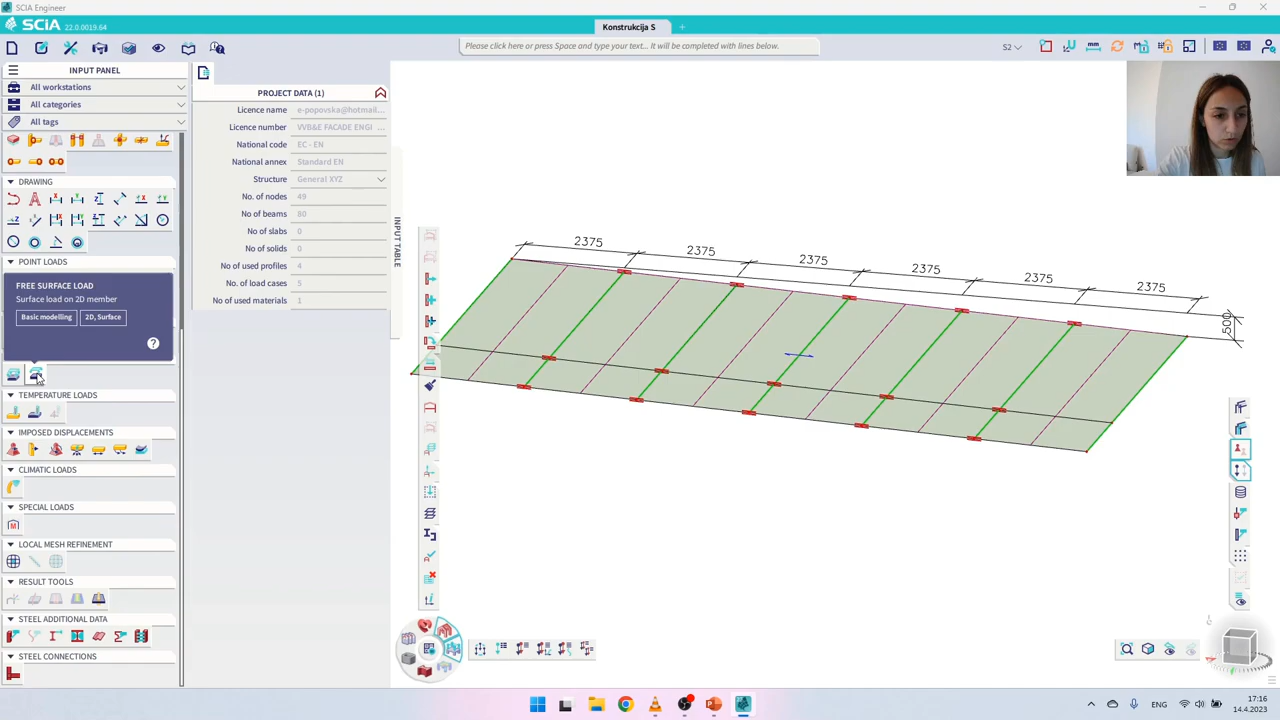 SCIA Engineer
SCIA 22.0.0019.64
Konstrukcija S
Please click here or press Space and type your text... It will be completed with lines below.
S2
INPUT PANEL
All workstations
All categories
All tags
DRAWING
POINT LOADS
FREE SURFACE LOAD
Surface load on 2D member
Basic modelling
2D, Surface
?
TEMPERATURE LOADS
IMPOSED DISPLACEMENTS
CLIMATIC LOADS
SPECIAL LOADS
LOCAL MESH REFINEMENT
RESULT TOOLS
STEEL ADDITIONAL DATA
STEEL CONNECTIONS
PROJECT DATA (1)
Licence name e-popovska@hotmail...
Licence number VVB&E FACADE ENGI ...
National code EC - EN
National annex Standard EN
Structure General XYZ
No. of nodes 49
No of beams 80
No. of slabs 0
No. of solids 0
No of used profiles 4
No. of load cases 5
No of used materials 1
INPUT TABLE
2375
2375
2375
2375
2375
2375
500
ENG
17:16
14.4.2023